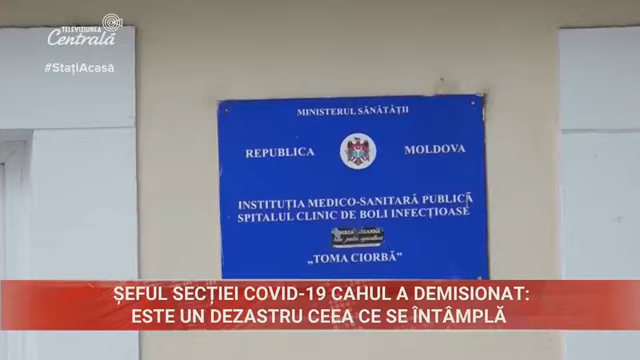 TELEVIZIUNEA
Centrală
#StațiAcasă
MINISTERUL SĂNĂTĂȚII
REPUBLICA MOLDOVA
INSTITUȚIA MEDICO-SANITARĂ PUBLICĂ
SPITALUL CLINIC DE BOLI INFECȚIOASE
„TOMA CIORBĂ”
ȘEFUL SECȚIEI COVID-19 CAHUL A DEMISIONAT:
ESTE UN DEZASTRU CEEA CE SE ÎNTÂMPLĂ